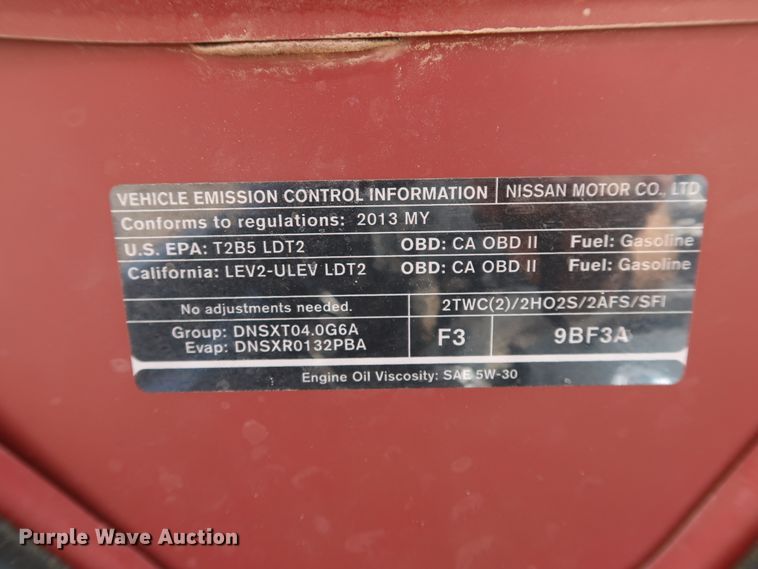 VEHICLE EMISSION CONTROL INFORMATION NISSAN MOTOR CO., LTD
Conforms to regulations: 2013 MY
U.S. EPA: T2B5 LDT2 OBD: CA OBD II Fuel: Gasoline
California: LEV2-ULEV LDT2 OBD: CA OBD II Fuel: Gasoline
No adjustments needed. 2TWC(2)/2HO2S/2AFS/SFI
Group: DNSXT04.0G6A
Evap: DNSXR0132PBA F3 9BF3A
Engine Oil Viscosity: SAE 5W-30
Purple Wave Auction